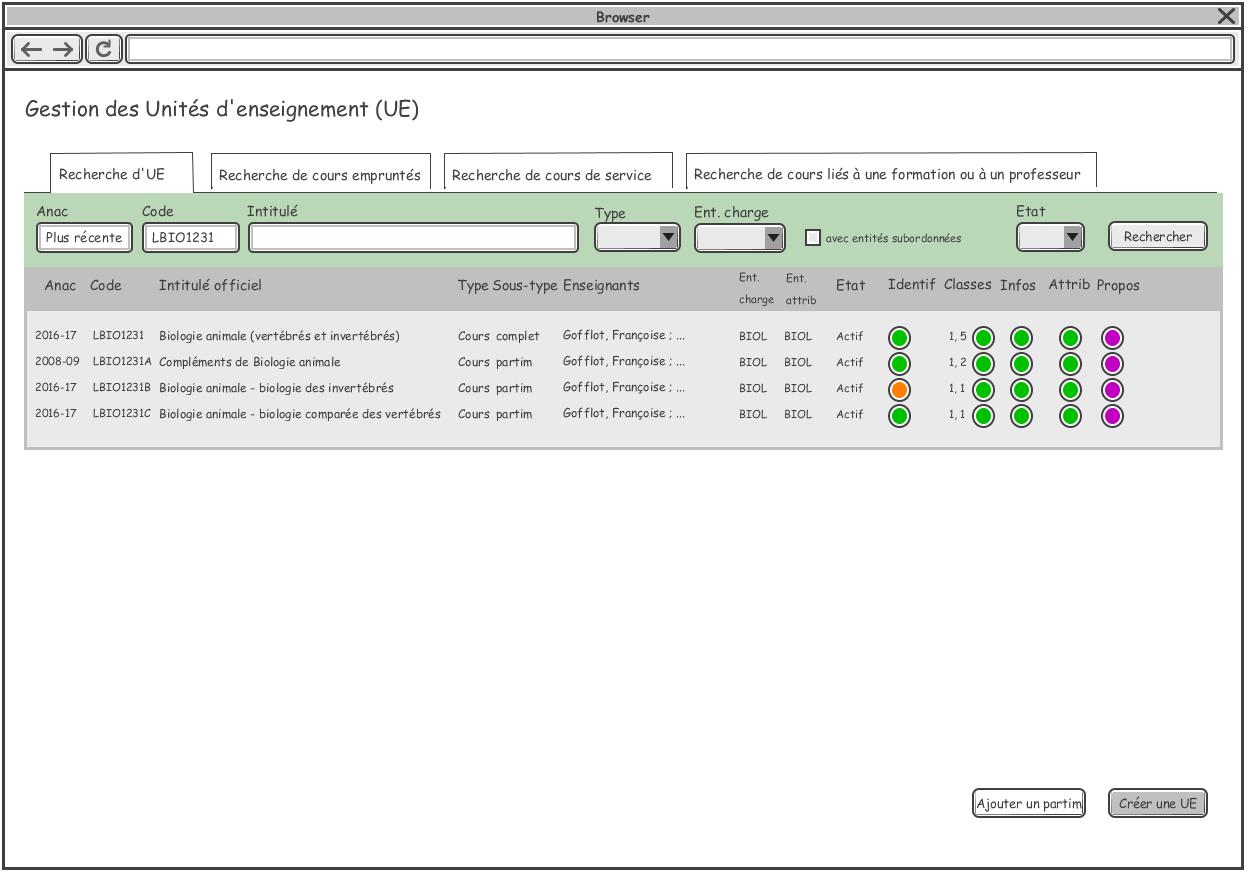 Browser
Gestion des Unités d'enseignement (UE)
Recherche d'UE Recherche de cours empruntés Recherche de cours de service Recherche de cours liés à une formation ou à un professeur
Anac Code Intitulé Type Ent. charge Etat
Plus récente LBIO1231 avec entités subordonnées Rechercher
Anac Code Intitulé officiel Type Sous-type Enseignants Ent. charge Ent. attrib Etat Identif Classes Infos Attrib Propos
2016-17 LBIO1231 Biologie animale (vertébrés et invertébrés) Cours complet Gofflot, Françoise ; ... BIOL BIOL Actif 1, 5
2008-09 LBIO1231A Compléments de Biologie animale Cours partim Gofflot, Françoise ; ... BIOL BIOL Actif 1, 2
2016-17 LBIO1231B Biologie animale - biologie des invertébrés Cours partim Gofflot, Françoise ; ... BIOL BIOL Actif 1, 1
2016-17 LBIO1231C Biologie animale - biologie comparée des vertébrés Cours partim Gofflot, Françoise ; ... BIOL BIOL Actif 1, 1
Ajouter un partim Créer une UE